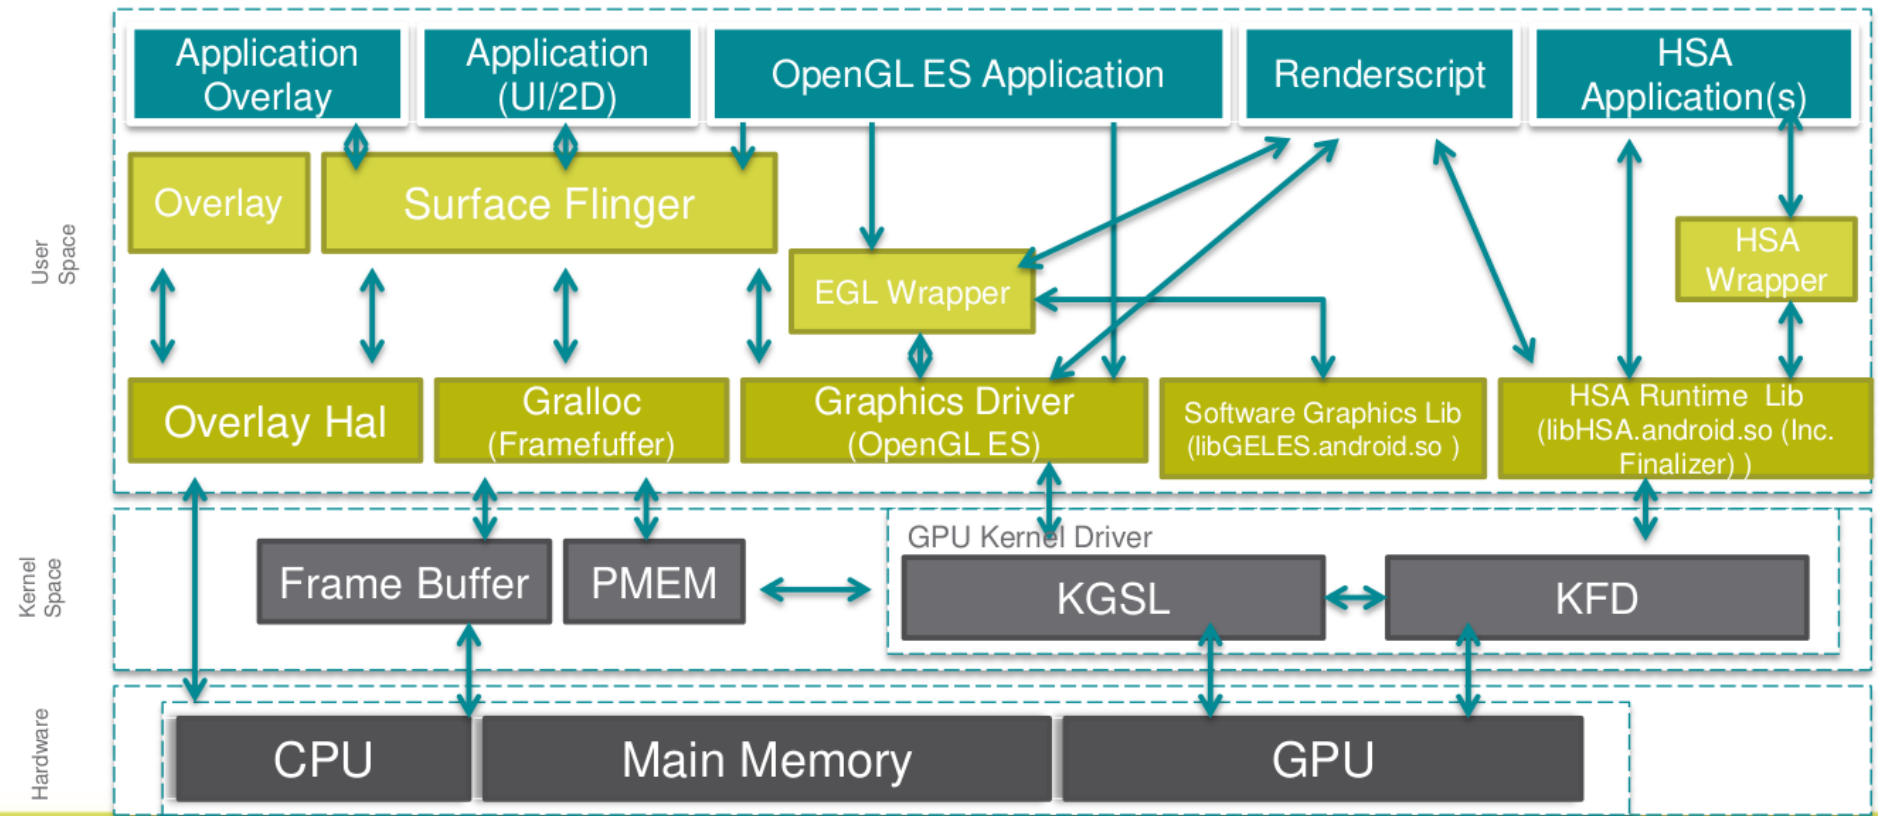 Application
Overlay
Application
(UI/2D)
OpenGL ES Application
Renderscript
HSA
Application(s)
Overlay
Surface Flinger
EGL Wrapper
HSA
Wrapper
User
Space
Overlay Hal
Gralloc
(Framefuffer)
Graphics Driver
(OpenGL ES)
Software Graphics Lib
(libGELES.android.so )
HSA Runtime Lib
(libHSA.android.so (Inc.
Finalizer) )
Kernel
Space
Frame Buffer
PMEM
GPU Kernel Driver
KGSL
KFD
Hardware
CPU
Main Memory
GPU